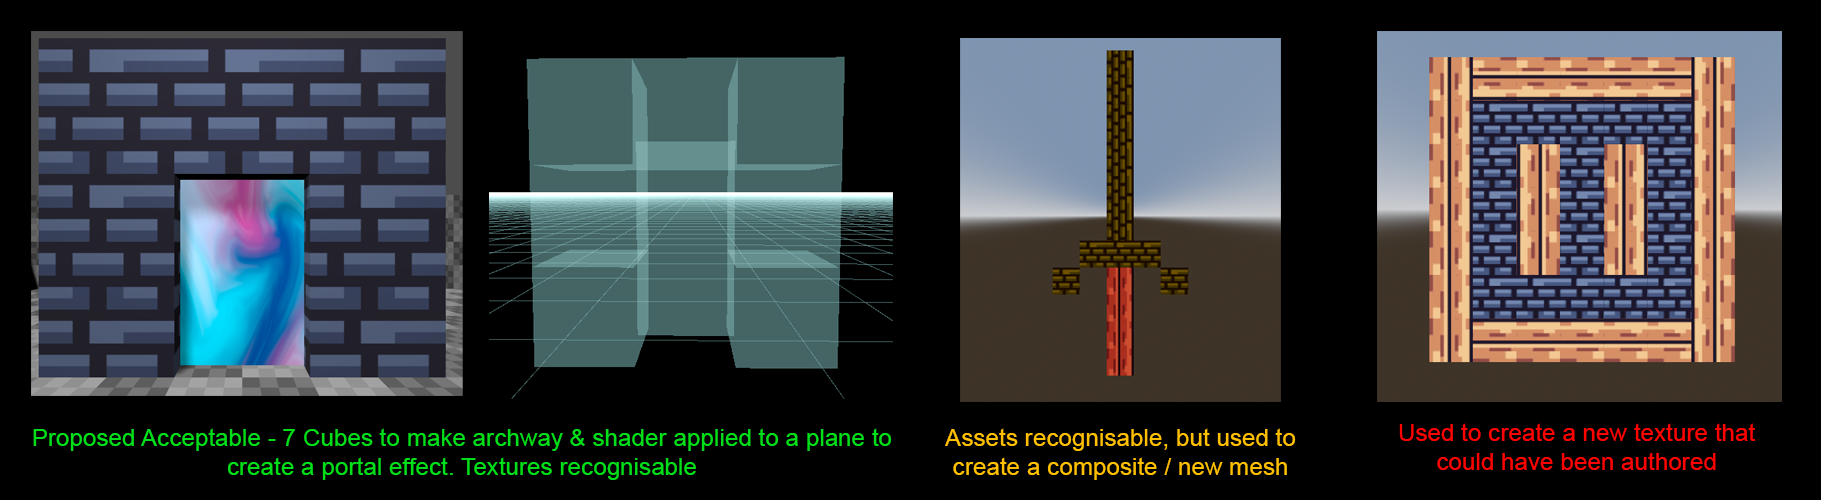 Proposed Acceptable - 7 Cubes to make archway & shader applied to a plane to
create a portal effect. Textures recognisable
Assets recognisable, but used to
create a composite / new mesh
Used to create a new texture that
could have been authored